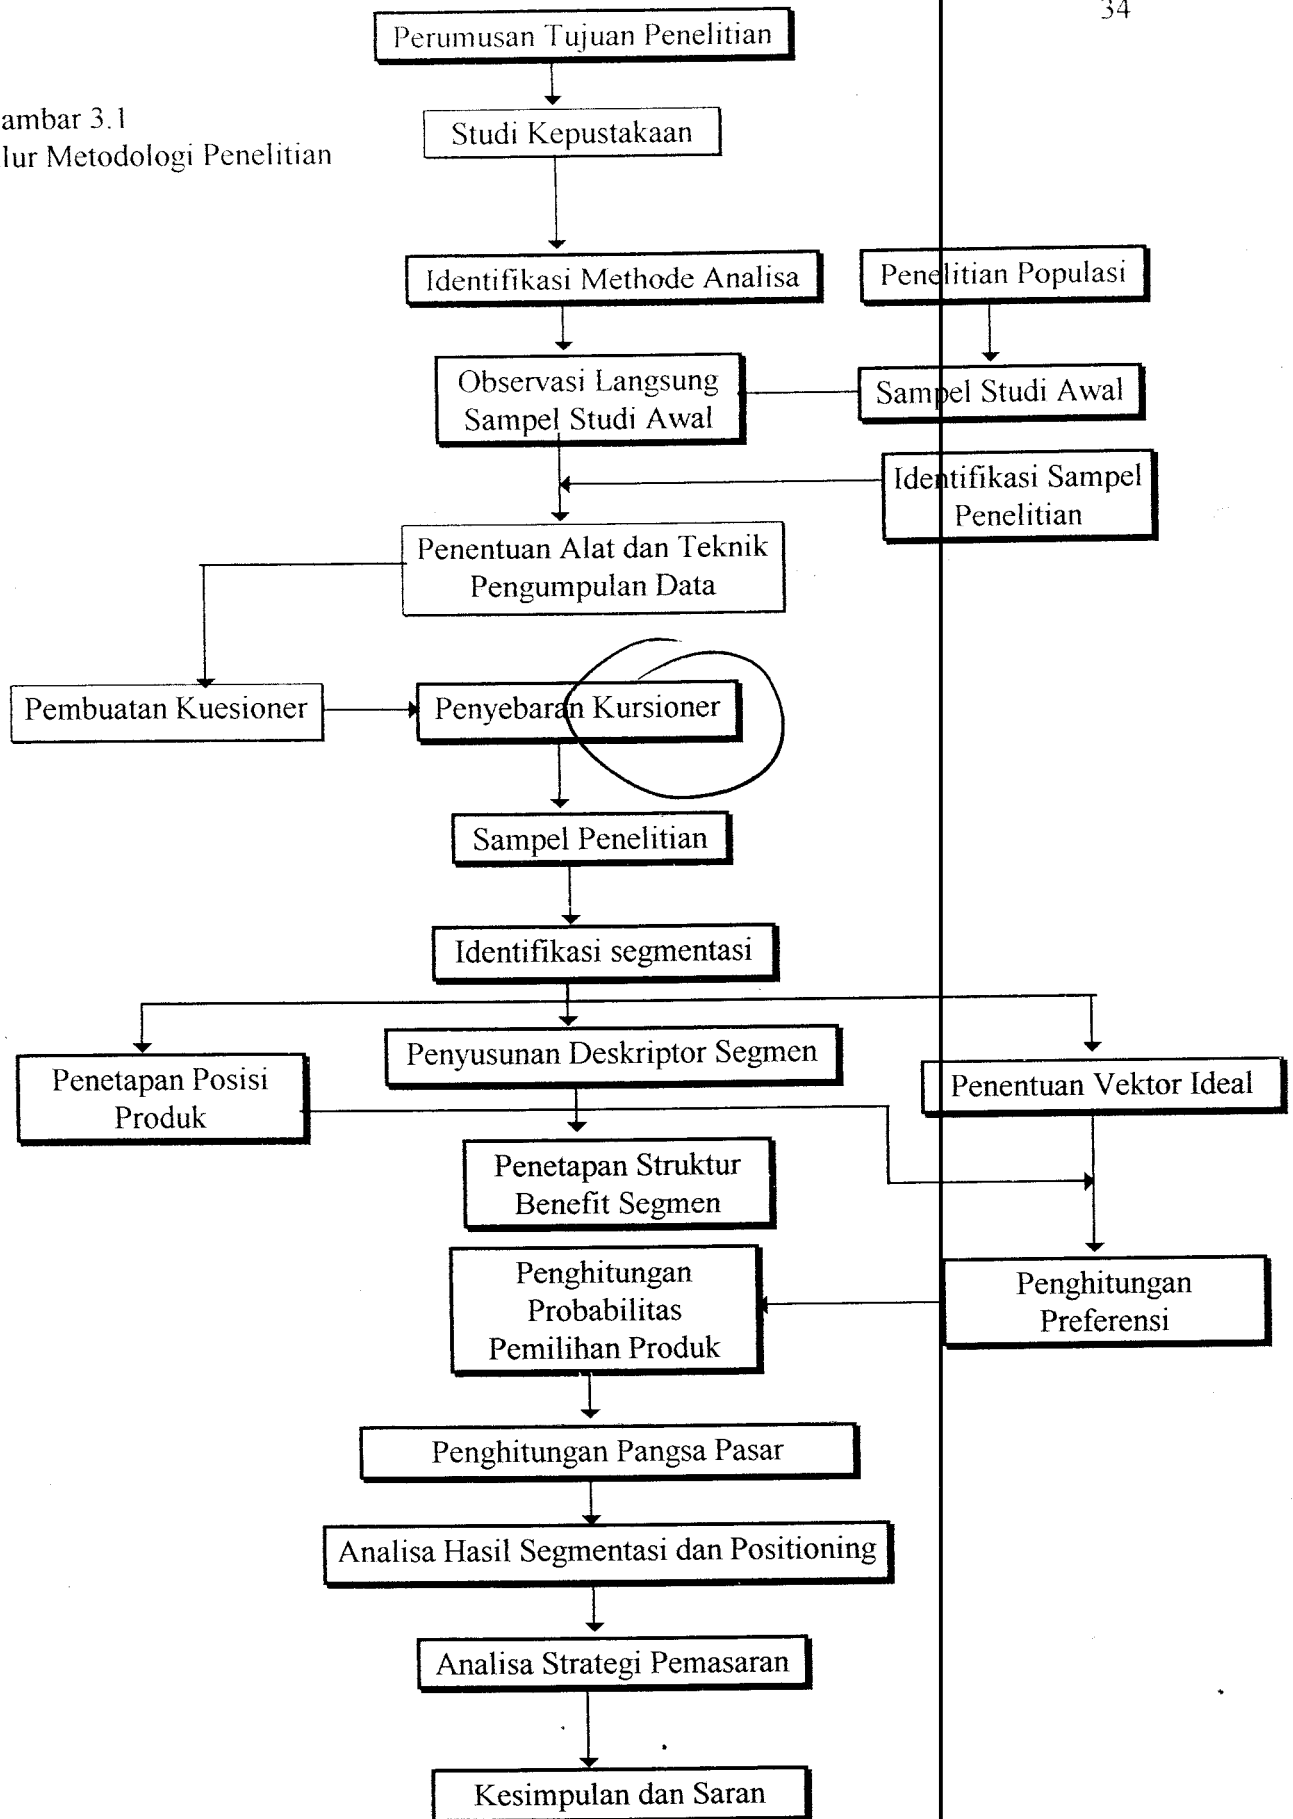 34
Perumusan Tujuan Penelitian
ambar 3.1
lur Metodologi Penelitian
Studi Kepustakaan
Identifikasi Methode Analisa
Penelitian Populasi
Observasi Langsung
Sampel Studi Awal
Sampel Studi Awal
Identifikasi Sampel
Penelitian
Penentuan Alat dan Teknik
Pengumpulan Data
Pembuatan Kuesioner
Penyebaran Kursioner
Sampel Penelitian
Identifikasi segmentasi
Penetapan Posisi
Produk
Penyusunan Deskriptor Segmen
Penentuan Vektor Ideal
Penetapan Struktur
Benefit Segmen
Penghitungan
Probabilitas
Pemilihan Produk
Penghitungan
Preferensi
Penghitungan Pangsa Pasar
Analisa Hasil Segmentasi dan Positioning
Analisa Strategi Pemasaran
Kesimpulan dan Saran